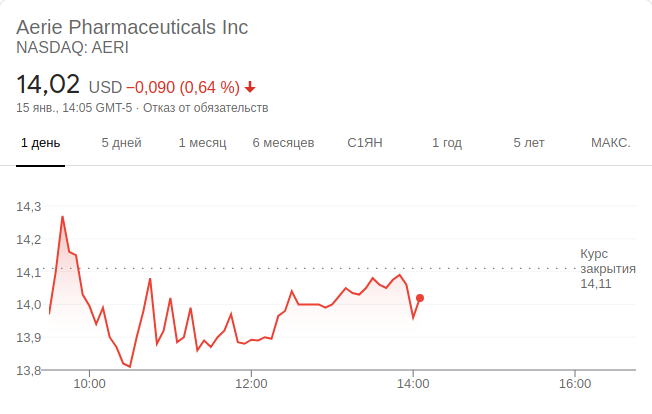 Aerie Pharmaceuticals Inc
NASDAQ: AERI
14,02 USD −0,090 (0,64 %)
15 янв., 14:05 GMT-5 · Отказ от обязательств
1 день 5 дней 1 месяц 6 месяцев С1ЯН 1 год 5 лет МАКС.
14,3
14,2
14,1
14,0
13,9
13,8
Курс
закрытия
14,11
10:00 12:00 14:00 16:00